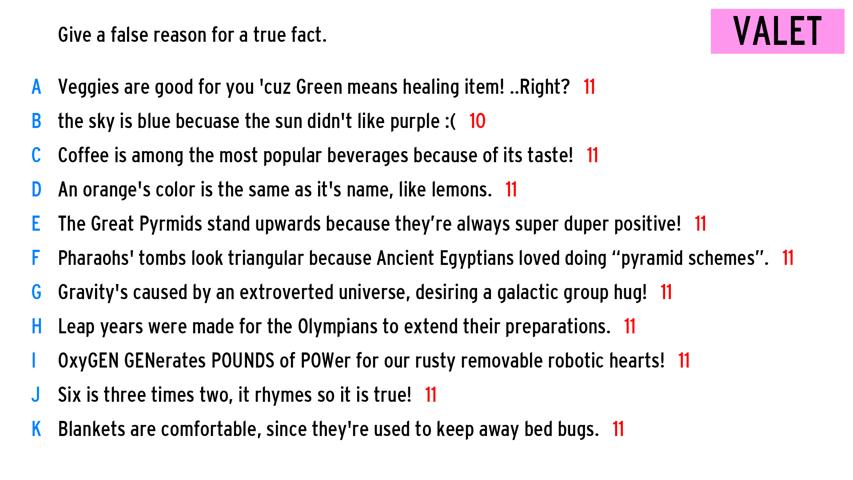 Give a false reason for a true fact.
VALET
A Veggies are good for you 'cuz Green means healing item! ..Right? 11
B the sky is blue becuase the sun didn't like purple :( 10
C Coffee is among the most popular beverages because of its taste! 11
D An orange's color is the same as it's name, like lemons. 11
E The Great Pyrmids stand upwards because they’re always super duper positive! 11
F Pharaohs' tombs look triangular because Ancient Egyptians loved doing “pyramid schemes”. 11
G Gravity's caused by an extroverted universe, desiring a galactic group hug! 11
H Leap years were made for the Olympians to extend their preparations. 11
I OxyGEN GENerates POUNDS of POWer for our rusty removable robotic hearts! 11
J Six is three times two, it rhymes so it is true! 11
K Blankets are comfortable, since they're used to keep away bed bugs. 11